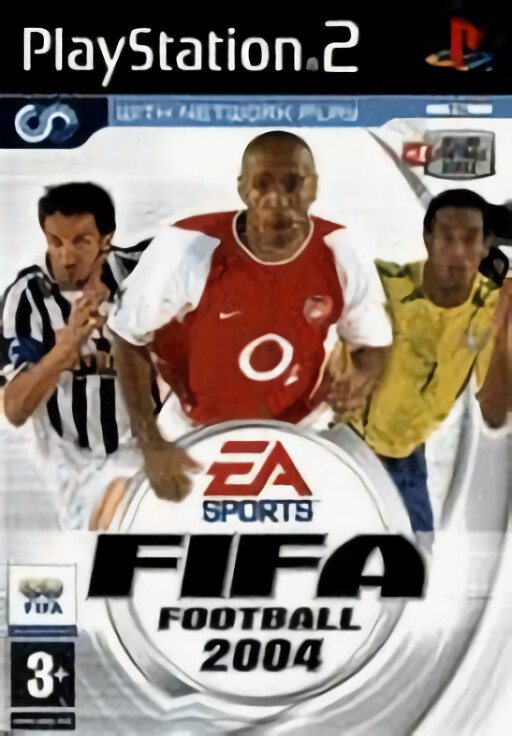 PlayStation.2
WITH NETWORK PLAY
O2
EA
SPORTS
FIFA
FOOTBALL
2004
FIFA
3+